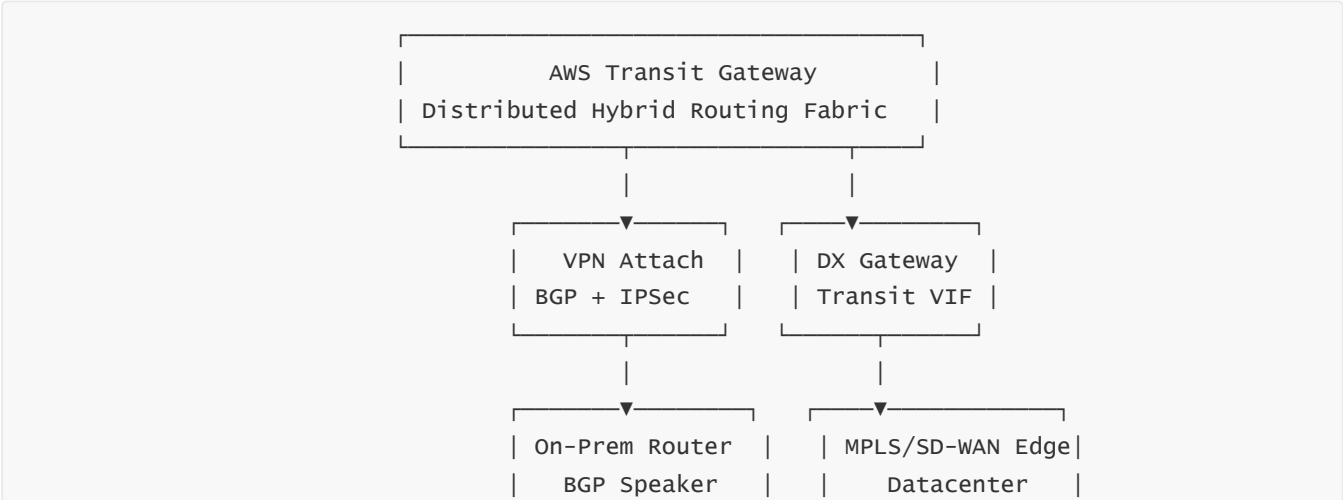 AWS Transit Gateway
Distributed Hybrid Routing Fabric
VPN Attach DX Gateway
BGP + IPSec Transit VIF
On-Prem Router MPLS/SD-WAN Edge
BGP Speaker Datacenter